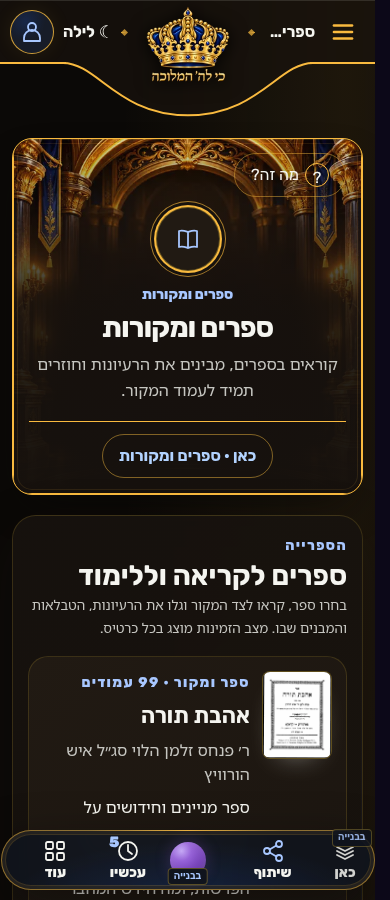 ספרי...
☾ לילה
כי לה' המלוכה
? מה זה?
ספרים ומקורות
ספרים ומקורות
קוראים בספרים, מבינים את הרעיונות וחוזרים
תמיד לעמוד המקור.
כאן • ספרים ומקורות
הספרייה
ספרים לקריאה וללימוד
בחרו ספר, קראו לצד המקור וגלו את הרעיונות, הטבלאות
והמבנים שבו. מצב הזמינות מוצג בכל כרטיס.
ספר ומקור • 99 עמודים
אהבת תורה
ר׳ פנחס זלמן הלוי סג״ל איש
הורוויץ
ספר מניינים וחידושים על
בבנייה
כאן
שיתוף
בבנייה
5
עכשיו
עוד